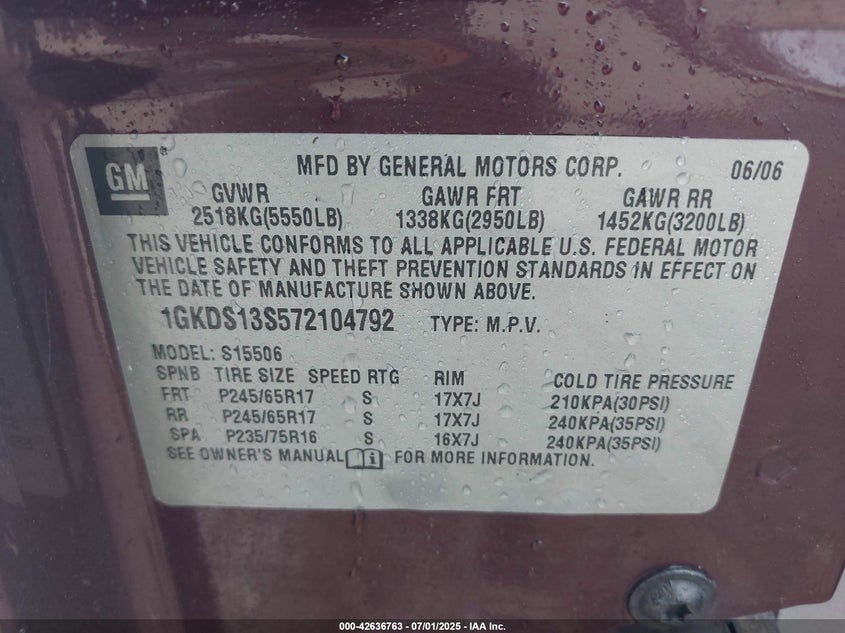 GM
MFD BY GENERAL MOTORS CORP. 06/06
GVWR GAWR FRT GAWR RR
2518KG(5550LB) 1338KG(2950LB) 1452KG(3200LB)
THIS VEHICLE CONFORMS TO ALL APPLICABLE U.S. FEDERAL MOTOR
VEHICLE SAFETY AND THEFT PREVENTION STANDARDS IN EFFECT ON
THE DATE OF MANUFACTURE SHOWN ABOVE.
1GKDS13S572104792 TYPE: M.P.V.
MODEL: S15506
SPNB TIRE SIZE SPEED RTG RIM COLD TIRE PRESSURE
FRT P245/65R17 S 17X7J 210KPA(30PSI)
RR P245/65R17 S 17X7J 240KPA(35PSI)
SPA P235/75R16 S 16X7J 240KPA(35PSI)
SEE OWNER'S MANUAL i FOR MORE INFORMATION.
000-42636763 - 07/01/2025 - IAA Inc.